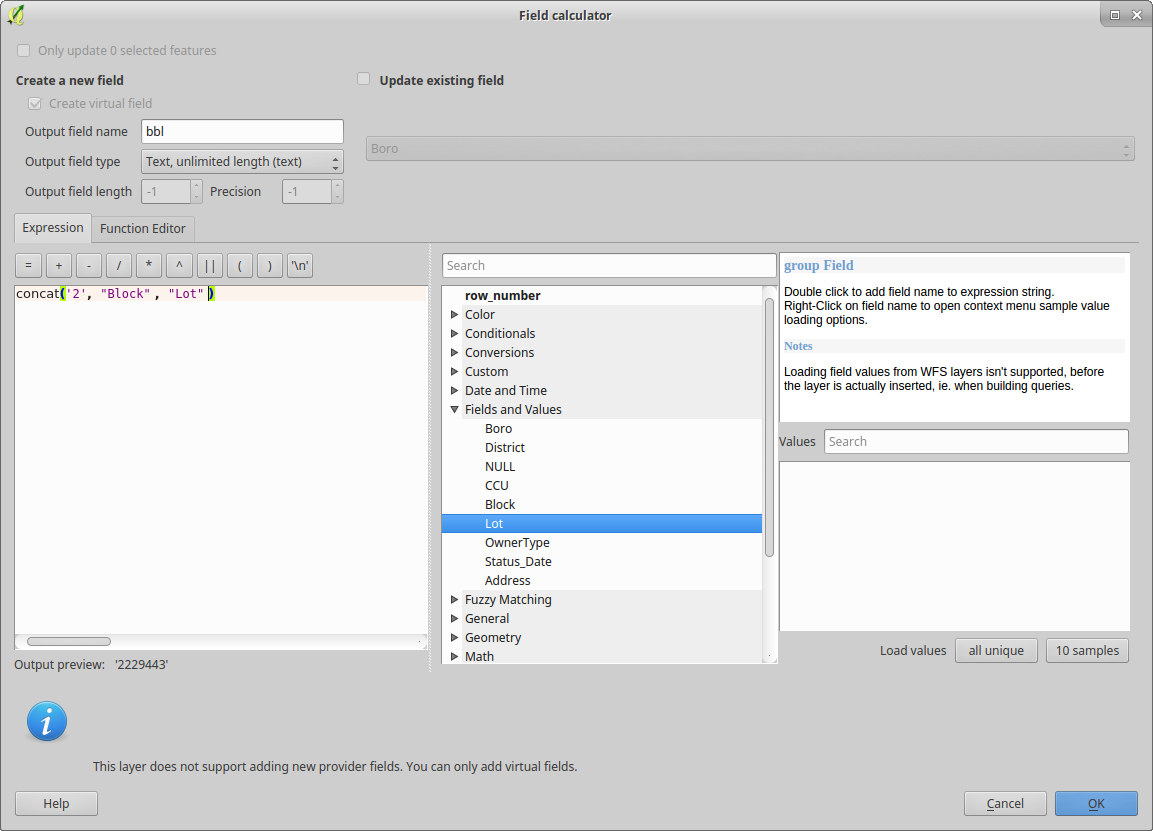 Field calculator
Only update 0 selected features
Create a new field
Update existing field
Create virtual field
Output field name bbl
Boro
Output field type Text, unlimited length (text)
Output field length -1 Precision -1
Expression Function Editor
= + - / * ^ || ( ) '\n'
concat('2', "Block" , "Lot" )
Output preview: '2229443'
Search
row_number
Color
Conditionals
Conversions
Custom
Date and Time
Fields and Values
Boro
District
NULL
CCU
Block
Lot
OwnerType
Status_Date
Address
Fuzzy Matching
General
Geometry
Math
group Field
Double click to add field name to expression string.
Right-Click on field name to open context menu sample value
loading options.
Notes
Loading field values from WFS layers isn't supported, before
the layer is actually inserted, ie. when building queries.
Values Search
Load values all unique 10 samples
i
This layer does not support adding new provider fields. You can only add virtual fields.
Help Cancel OK